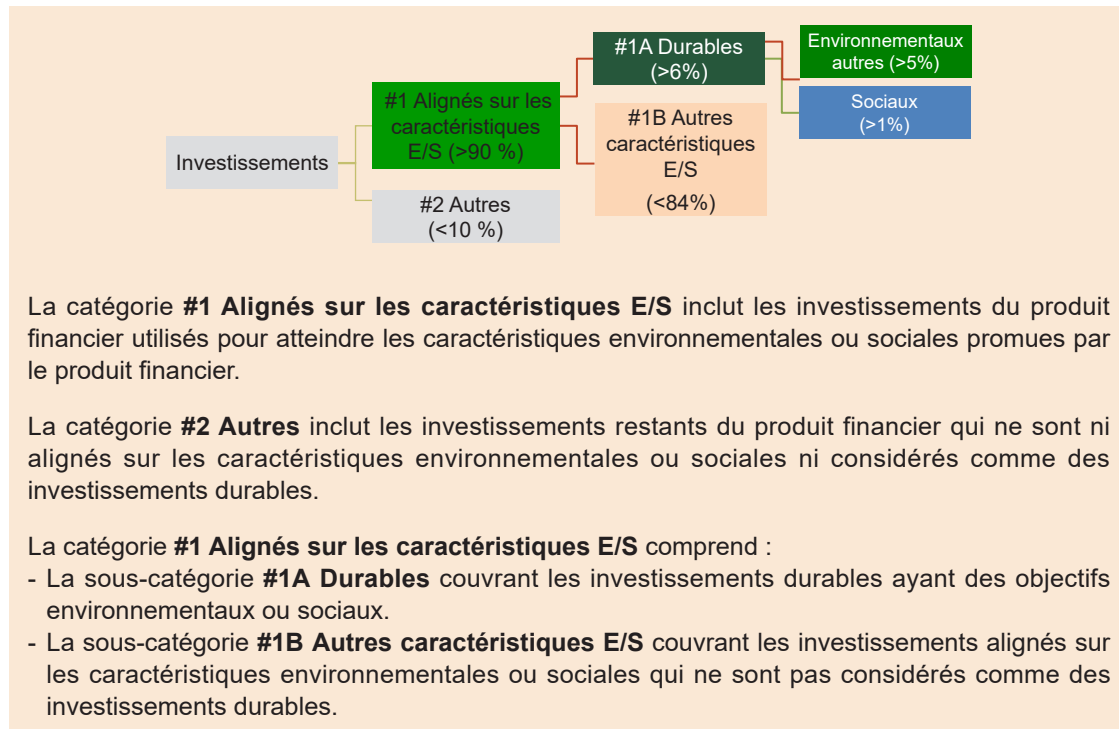 #1A Durables
(>6%)
Environnementaux
autres (>5%)
Sociaux
(>1%)
#1 Alignés sur les
caractéristiques
E/S (>90 %)
#1B Autres
caractéristiques
E/S
(<84%)
Investissements
#2 Autres
(<10 %)
La catégorie #1 Alignés sur les caractéristiques E/S inclut les investissements du produit
financier utilisés pour atteindre les caractéristiques environnementales ou sociales promues par
le produit financier.
La catégorie #2 Autres inclut les investissements restants du produit financier qui ne sont ni
alignés sur les caractéristiques environnementales ou sociales ni considérés comme des
investissements durables.
La catégorie #1 Alignés sur les caractéristiques E/S comprend :
- La sous-catégorie #1A Durables couvrant les investissements durables ayant des objectifs
environnementaux ou sociaux.
- La sous-catégorie #1B Autres caractéristiques E/S couvrant les investissements alignés sur
les caractéristiques environnementales ou sociales qui ne sont pas considérés comme des
investissements durables.